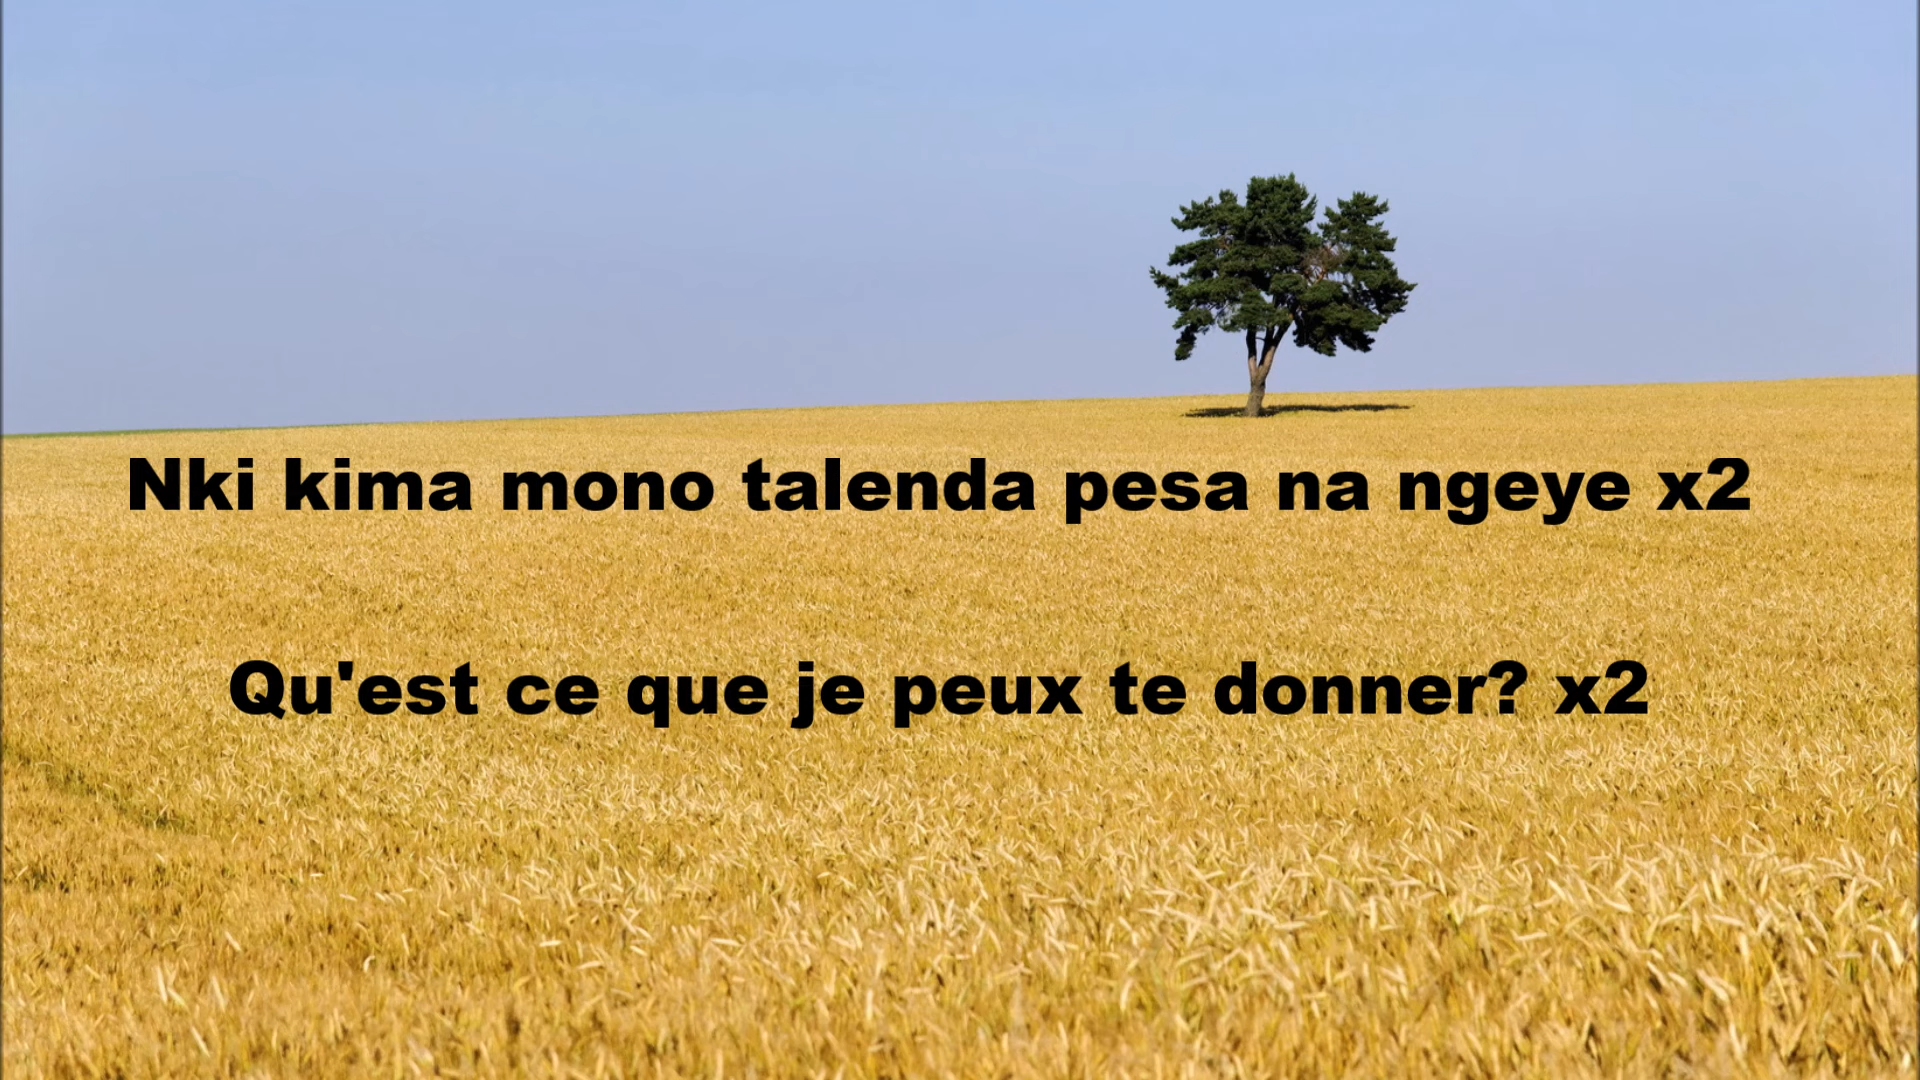 Nki kima mono talenda pesa na ngeye x2
Qu'est ce que je peux te donner? x2